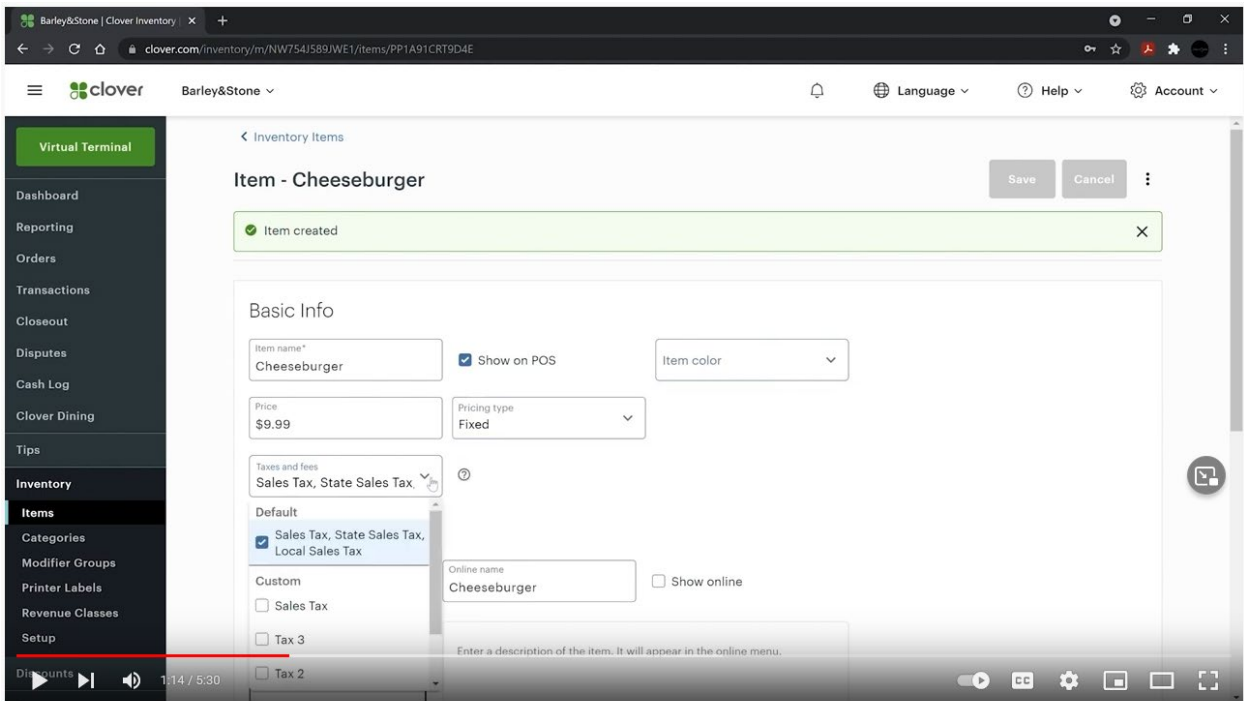 Barley&Stone | Clover Inventory |
clover.com/inventory/m/NW754J589JWE1/items/PP1A91CRT9D4E
clover
Barley&Stone
Language
Help
Account
Virtual Terminal
Dashboard
Reporting
Orders
Transactions
Closeout
Disputes
Cash Log
Clover Dining
Tips
Inventory
Items
Categories
Modifier Groups
Printer Labels
Revenue Classes
Setup
Discounts
Inventory Items
Item - Cheeseburger
Save
Cancel
Item created
Basic Info
Item name*
Cheeseburger
Show on POS
Item color
Price
$9.99
Pricing type
Fixed
Taxes and fees
Sales Tax, State Sales Tax,
Default
Sales Tax, State Sales Tax,
Local Sales Tax
Custom
Sales Tax
Tax 3
Tax 2
Online name
Cheeseburger
Show online
Enter a description of the item. It will appear in the online menu.
1:14 / 5:30
CC